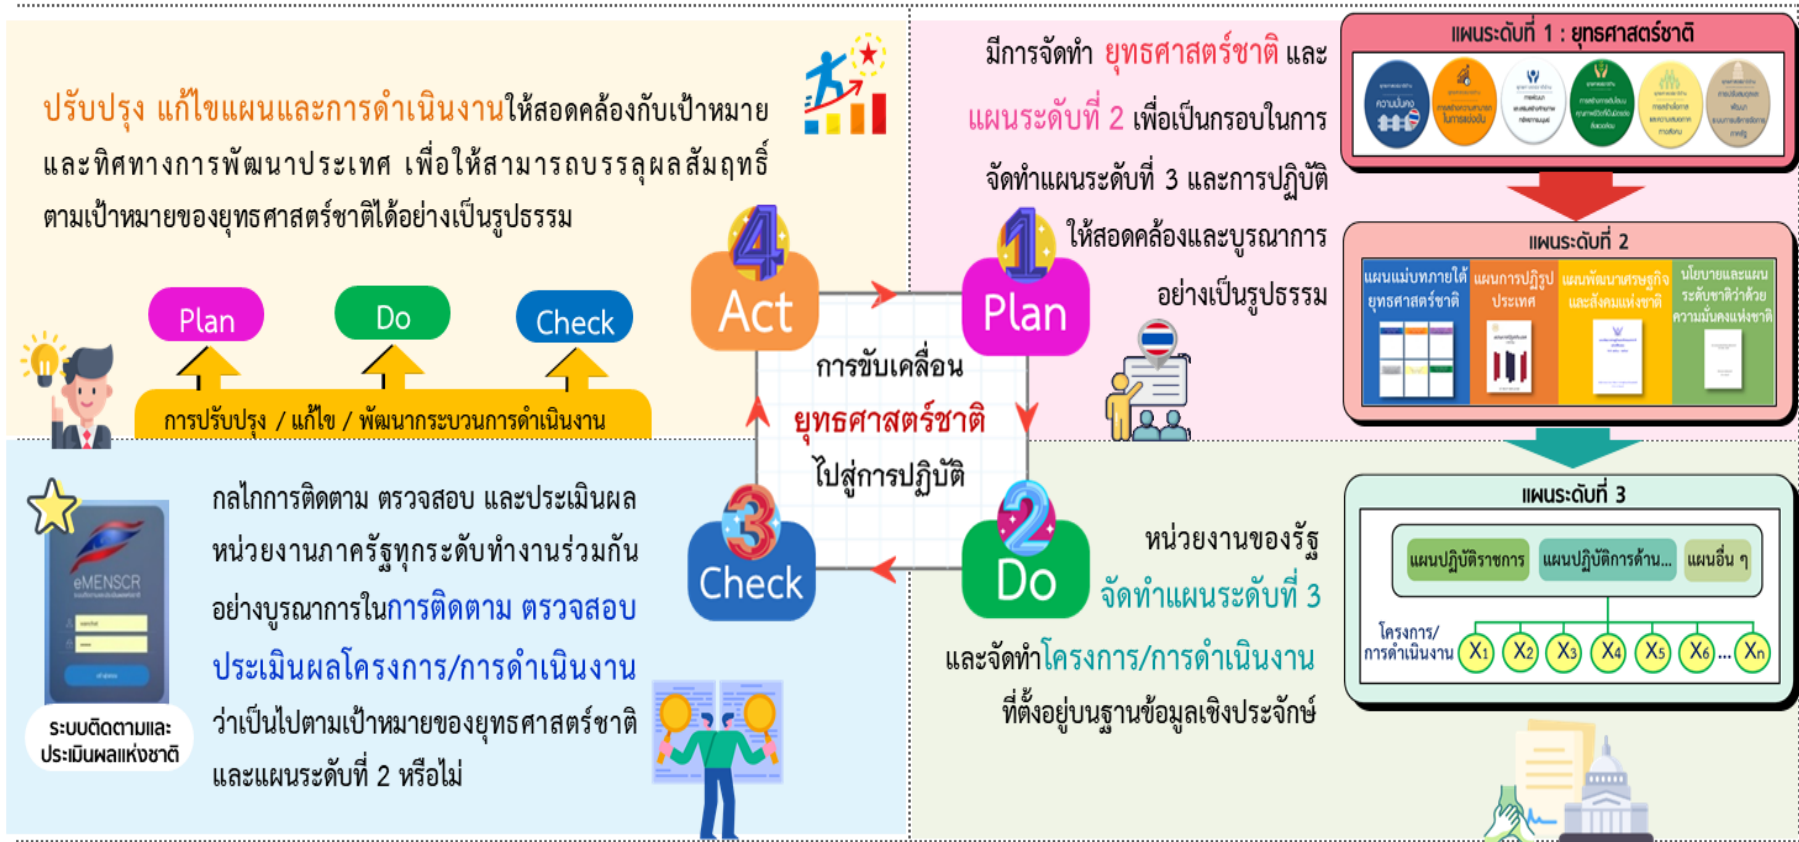 ปรับปรุง แก้ไขแผนและการดำเนินงานให้สอดคล้องกับเป้าหมาย
และทิศทางการพัฒนาประเทศ เพื่อให้สามารถบรรลุผลสัมฤทธิ์
ตามเป้าหมายของยุทธศาสตร์ชาติได้อย่างเป็นรูปธรรม
Plan
Do
Check
การปรับปรุง / แก้ไข / พัฒนากระบวนการดำเนินงาน
4
Act
1
Plan
การขับเคลื่อน
ยุทธศาสตร์ชาติ
ไปสู่การปฏิบัติ
3
Check
2
Do
มีการจัดทำ ยุทธศาสตร์ชาติ และ
แผนระดับที่ 2 เพื่อเป็นกรอบในการ
จัดทำแผนระดับที่ 3 และการปฏิบัติ
ให้สอดคล้องและบูรณาการ
อย่างเป็นรูปธรรม
แผนระดับที่ 1 : ยุทธศาสตร์ชาติ
ความมั่นคง
การสร้างความสามารถ
ในการแข่งขัน
แผนระดับที่ 2
แผนแม่บทภายใต้
ยุทธศาสตร์ชาติ
แผนการปฏิรูป
ประเทศ
แผนพัฒนาเศรษฐกิจ
และสังคมแห่งชาติ
นโยบายและแผน
ระดับชาติว่าด้วย
ความมั่นคงแห่งชาติ
eMENSCR
ระบบติดตามและ
ประเมินผลแห่งชาติ
กลไกการติดตาม ตรวจสอบ และประเมินผล
หน่วยงานภาครัฐทุกระดับทำงานร่วมกัน
อย่างบูรณาการในการติดตาม ตรวจสอบ
ประเมินผลโครงการ/การดำเนินงาน
ว่าเป็นไปตามเป้าหมายของยุทธศาสตร์ชาติ
และแผนระดับที่ 2 หรือไม่
หน่วยงานของรัฐ
จัดทำแผนระดับที่ 3
และจัดทำโครงการ/การดำเนินงาน
ที่ตั้งอยู่บนฐานข้อมูลเชิงประจักษ์
แผนระดับที่ 3
แผนปฏิบัติราชการ
แผนปฏิบัติการด้าน...
แผนอื่น ๆ
โครงการ/
การดำเนินงาน
X1 X2 X3 X4 X5 X6 ... Xn